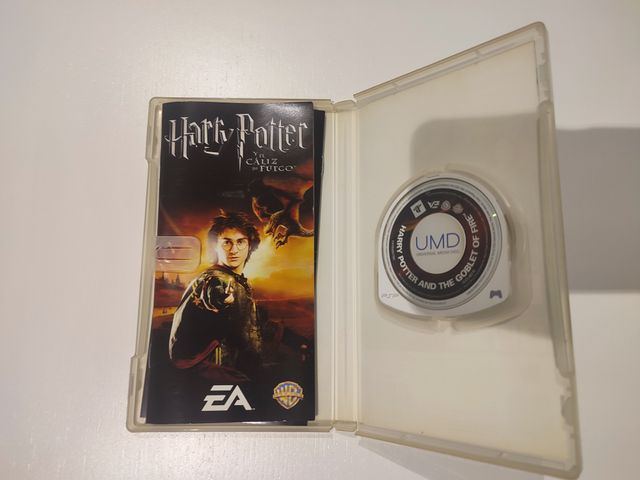 Harry Potter
Y EL
CÁLIZ
DE FUEGO
EA
WB
UMD
UNIVERSAL MEDIA DISC
HARRY POTTER AND THE GOBLET OF FIRE
PSP